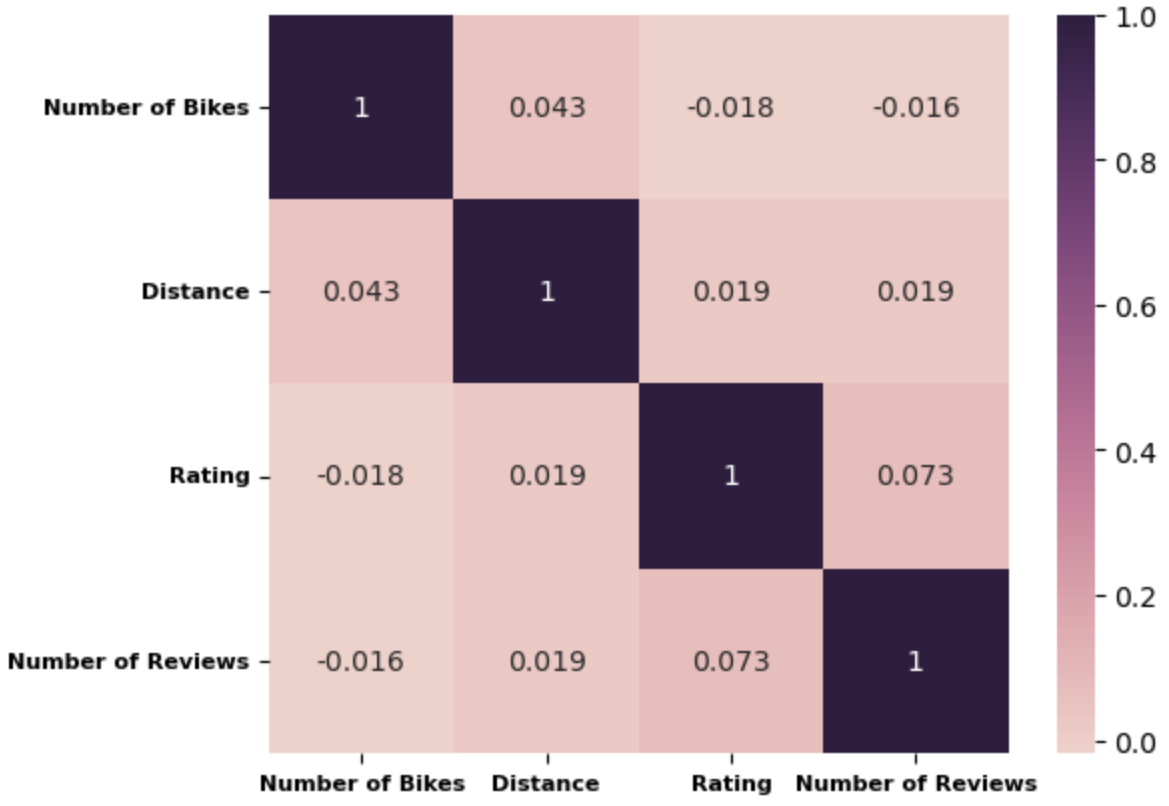 1.0
Number of Bikes 1 0.043 -0.018 -0.016
0.8
Distance 0.043 1 0.019 0.019
0.6
0.4
Rating -0.018 0.019 1 0.073
0.2
Number of Reviews -0.016 0.019 0.073 1
0.0
Number of Bikes Distance Rating Number of Reviews